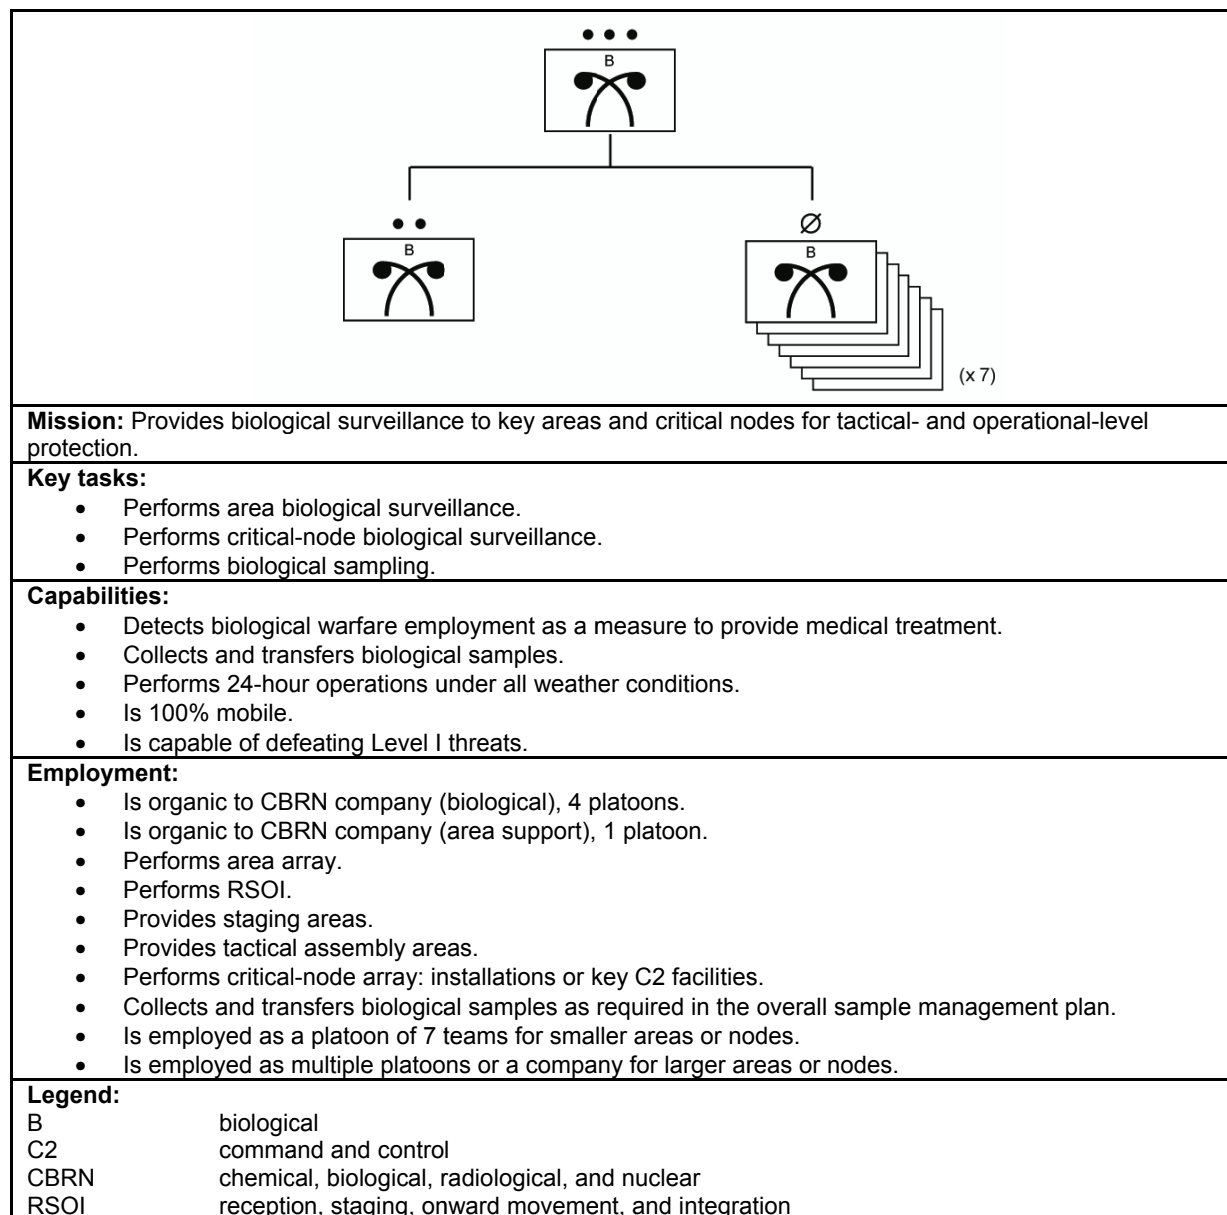 B
B
Ø
B
(x 7)
Mission: Provides biological surveillance to key areas and critical nodes for tactical- and operational-level
protection.
Key tasks:
• Performs area biological surveillance.
• Performs critical-node biological surveillance.
• Performs biological sampling.
Capabilities:
• Detects biological warfare employment as a measure to provide medical treatment.
• Collects and transfers biological samples.
• Performs 24-hour operations under all weather conditions.
• Is 100% mobile.
• Is capable of defeating Level I threats.
Employment:
• Is organic to CBRN company (biological), 4 platoons.
• Is organic to CBRN company (area support), 1 platoon.
• Performs area array.
• Performs RSOI.
• Provides staging areas.
• Provides tactical assembly areas.
• Performs critical-node array: installations or key C2 facilities.
• Collects and transfers biological samples as required in the overall sample management plan.
• Is employed as a platoon of 7 teams for smaller areas or nodes.
• Is employed as multiple platoons or a company for larger areas or nodes.
Legend:
B biological
C2 command and control
CBRN chemical, biological, radiological, and nuclear
RSOI reception, staging, onward movement, and integration